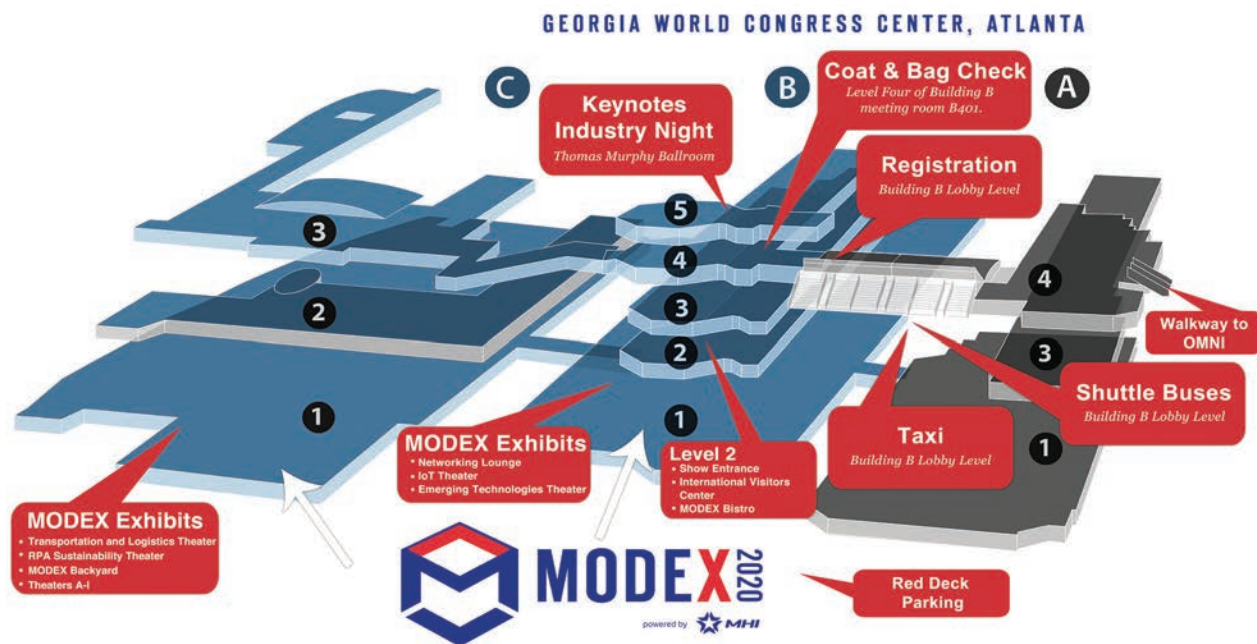 GEORGIA WORLD CONGRESS CENTER, ATLANTA
C
B
A
Coat & Bag Check
Level Four of Building B
meeting room B401.
Keynotes
Industry Night
Thomas Murphy Ballroom
Registration
Building B Lobby Level
3
2
1
5
4
3
2
1
4
3
1
Walkway to
OMNI
Shuttle Buses
Building B Lobby Level
Taxi
Building B Lobby Level
MODEX Exhibits
• Networking Lounge
• IoT Theater
• Emerging Technologies Theater
Level 2
• Show Entrance
• International Visitors
Center
• MODEX Bistro
MODEX Exhibits
• Transportation and Logistics Theater
• RPA Sustainability Theater
• MODEX Backyard
• Theaters A-I
MODEX 2020
powered by MHI
Red Deck
Parking